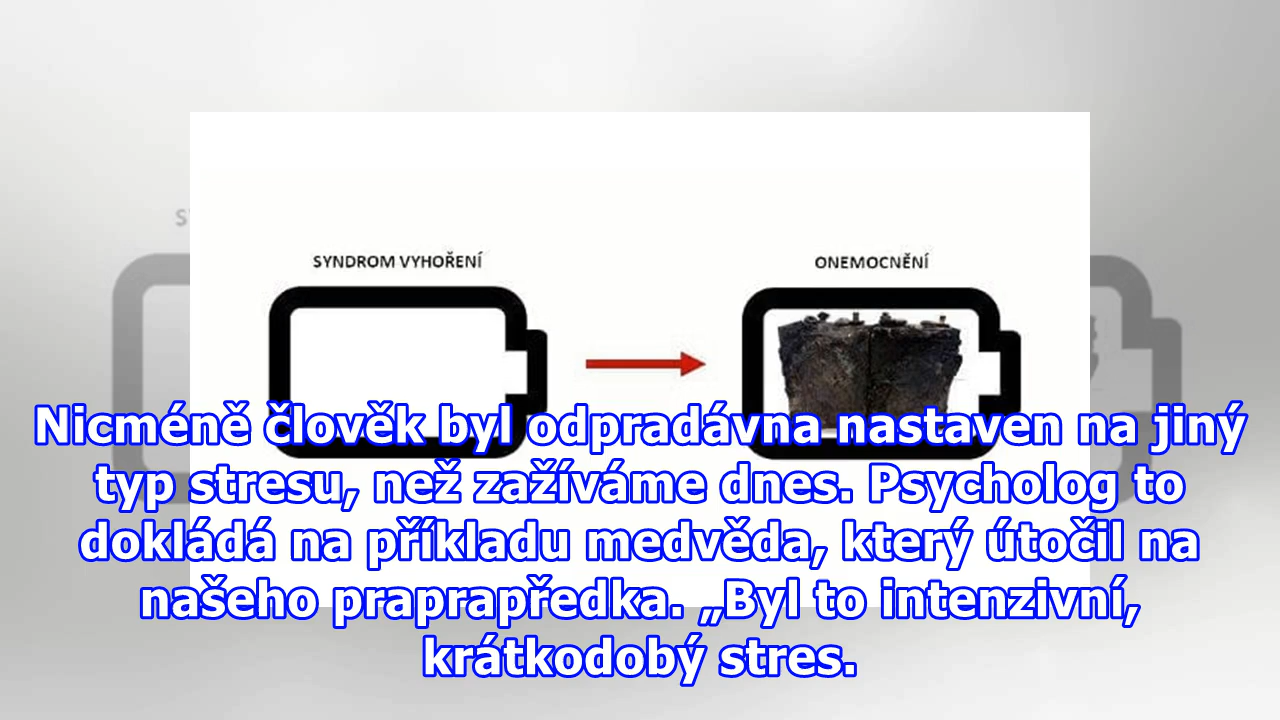 SYNDROM VYHOŘENÍ
ONEMOCNĚNÍ
Nicméně člověk byl odpradávna nastaven na jiný
typ stresu, než zažíváme dnes. Psycholog to
dokládá na příkladu medvěda, který útočil na
našeho praprapředka. „Byl to intenzivní,
krátkodobý stres.